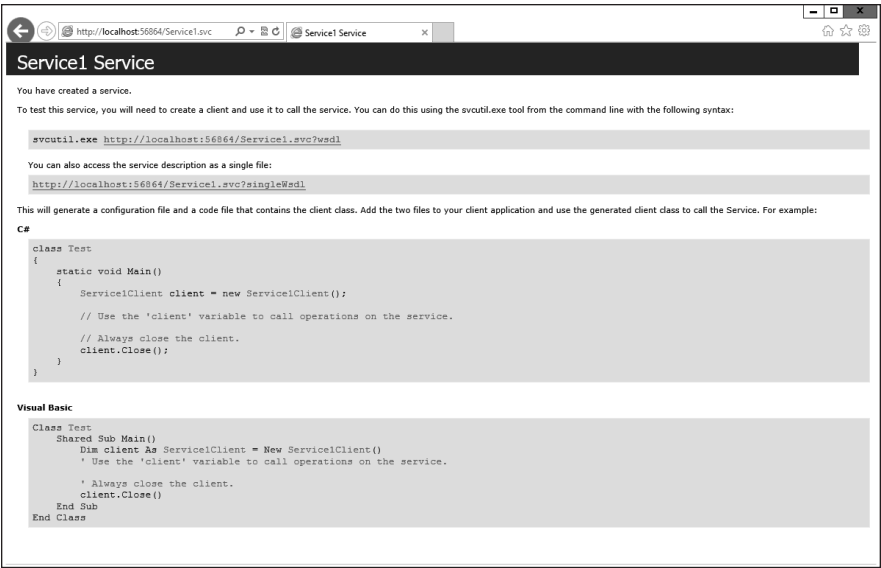 http://localhost:56864/Service1.svc
Service1 Service
Service1 Service
You have created a service.
To test this service, you will need to create a client and use it to call the service. You can do this using the svcutil.exe tool from the command line with the following syntax:
svcutil.exe http://localhost:56864/Service1.svc?wsdl
You can also access the service description as a single file:
http://localhost:56864/Service1.svc?singleWsdl
This will generate a configuration file and a code file that contains the client class. Add the two files to your client application and use the generated client class to call the Service. For example:
C#
class Test
{
static void Main()
{
Service1Client client = new Service1Client();
// Use the 'client' variable to call operations on the service.
// Always close the client.
client.Close();
}
}
Visual Basic
Class Test
Shared Sub Main()
Dim client As Service1Client = New Service1Client()
' Use the 'client' variable to call operations on the service.
' Always close the client.
client.Close()
End Sub
End Class